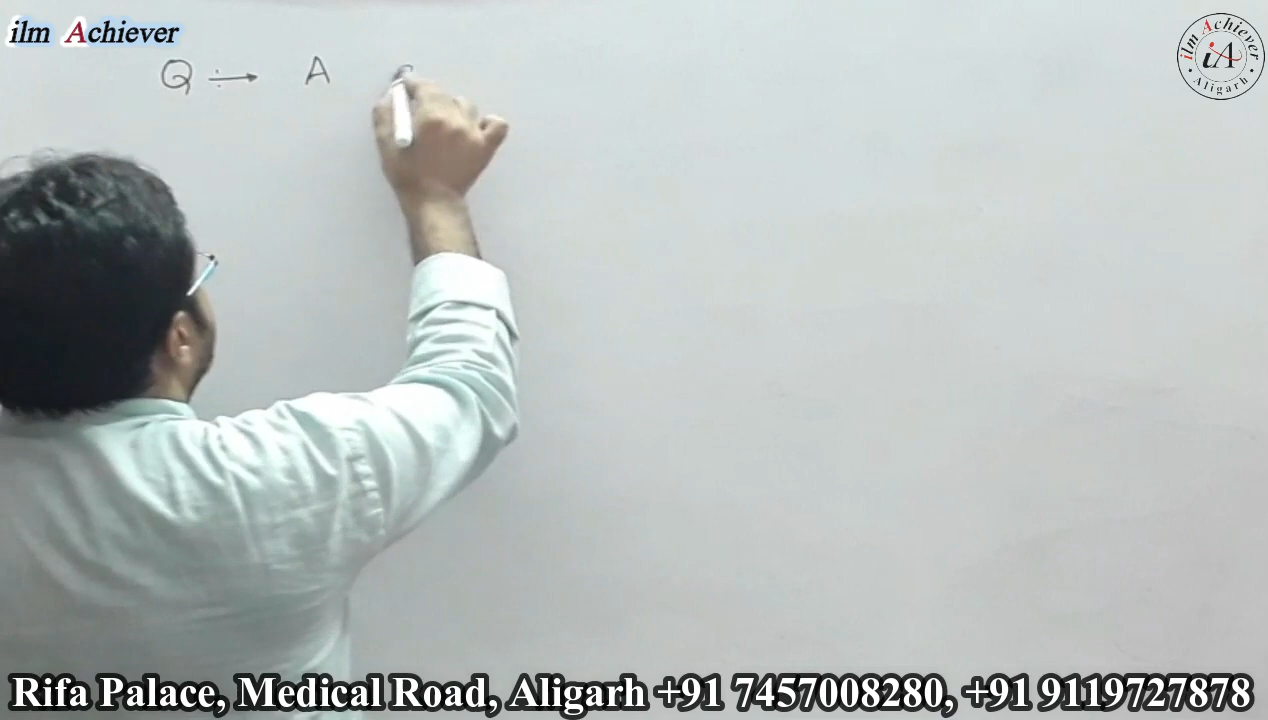 ilm Achiever
ilm Achiever
iA
Aligarh
Q ÷→ A
Rifa Palace, Medical Road, Aligarh +91 7457008280, +91 9119727878